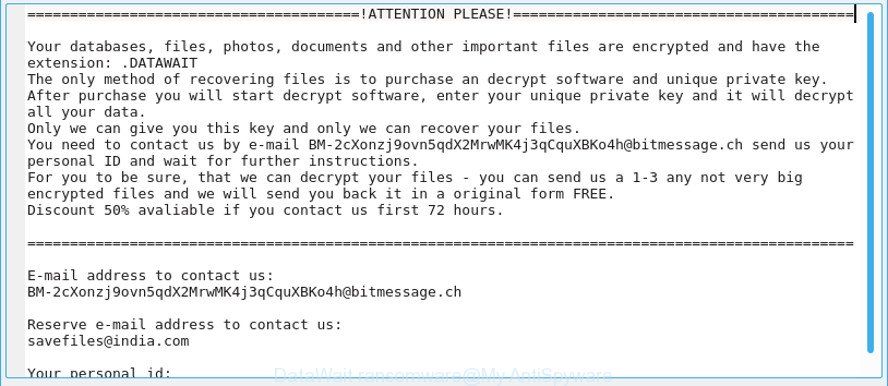 =======================================!ATTENTION PLEASE!========================================
Your databases, files, photos, documents and other important files are encrypted and have the
extension: .DATAWAIT
The only method of recovering files is to purchase an decrypt software and unique private key.
After purchase you will start decrypt software, enter your unique private key and it will decrypt
all your data.
Only we can give you this key and only we can recover your files.
You need to contact us by e-mail BM-2cXonzj9ovn5qdX2MrwMK4j3qCquXBKo4h@bitmessage.ch send us your
personal ID and wait for further instructions.
For you to be sure, that we can decrypt your files - you can send us a 1-3 any not very big
encrypted files and we will send you back it in a original form FREE.
Discount 50% avaliable if you contact us first 72 hours.
=================================================================================================
E-mail address to contact us:
BM-2cXonzj9ovn5qdX2MrwMK4j3qCquXBKo4h@bitmessage.ch
Reserve e-mail address to contact us:
savefiles@india.com
Your personal id:
DataWait ransomware@My AntiSpyware